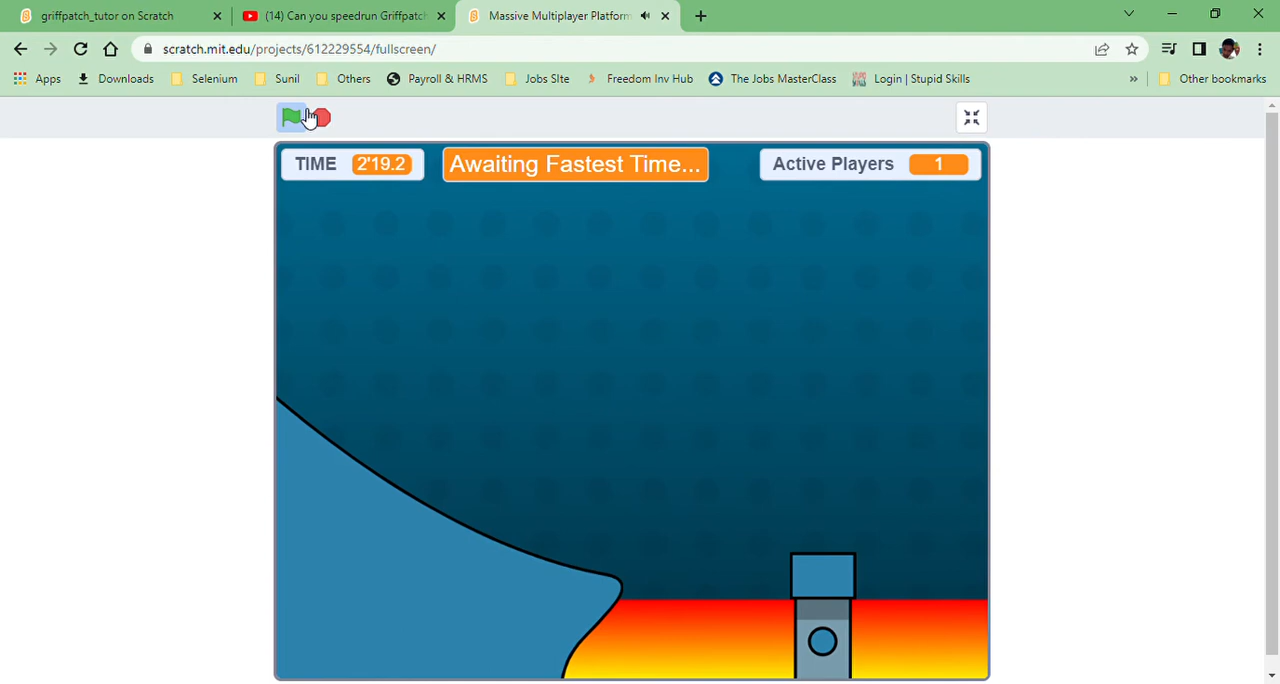 griffpatch_tutor on Scratch
(14) Can you speedrun Griffpatch
Massive Multiplayer Platform
scratch.mit.edu/projects/612229554/fullscreen/
Apps Downloads Selenium Sunil Others Payroll & HRMS Jobs SIte Freedom Inv Hub The Jobs MasterClass Login | Stupid Skills » Other bookmarks
TIME 2'19.2 Awaiting Fastest Time... Active Players 1